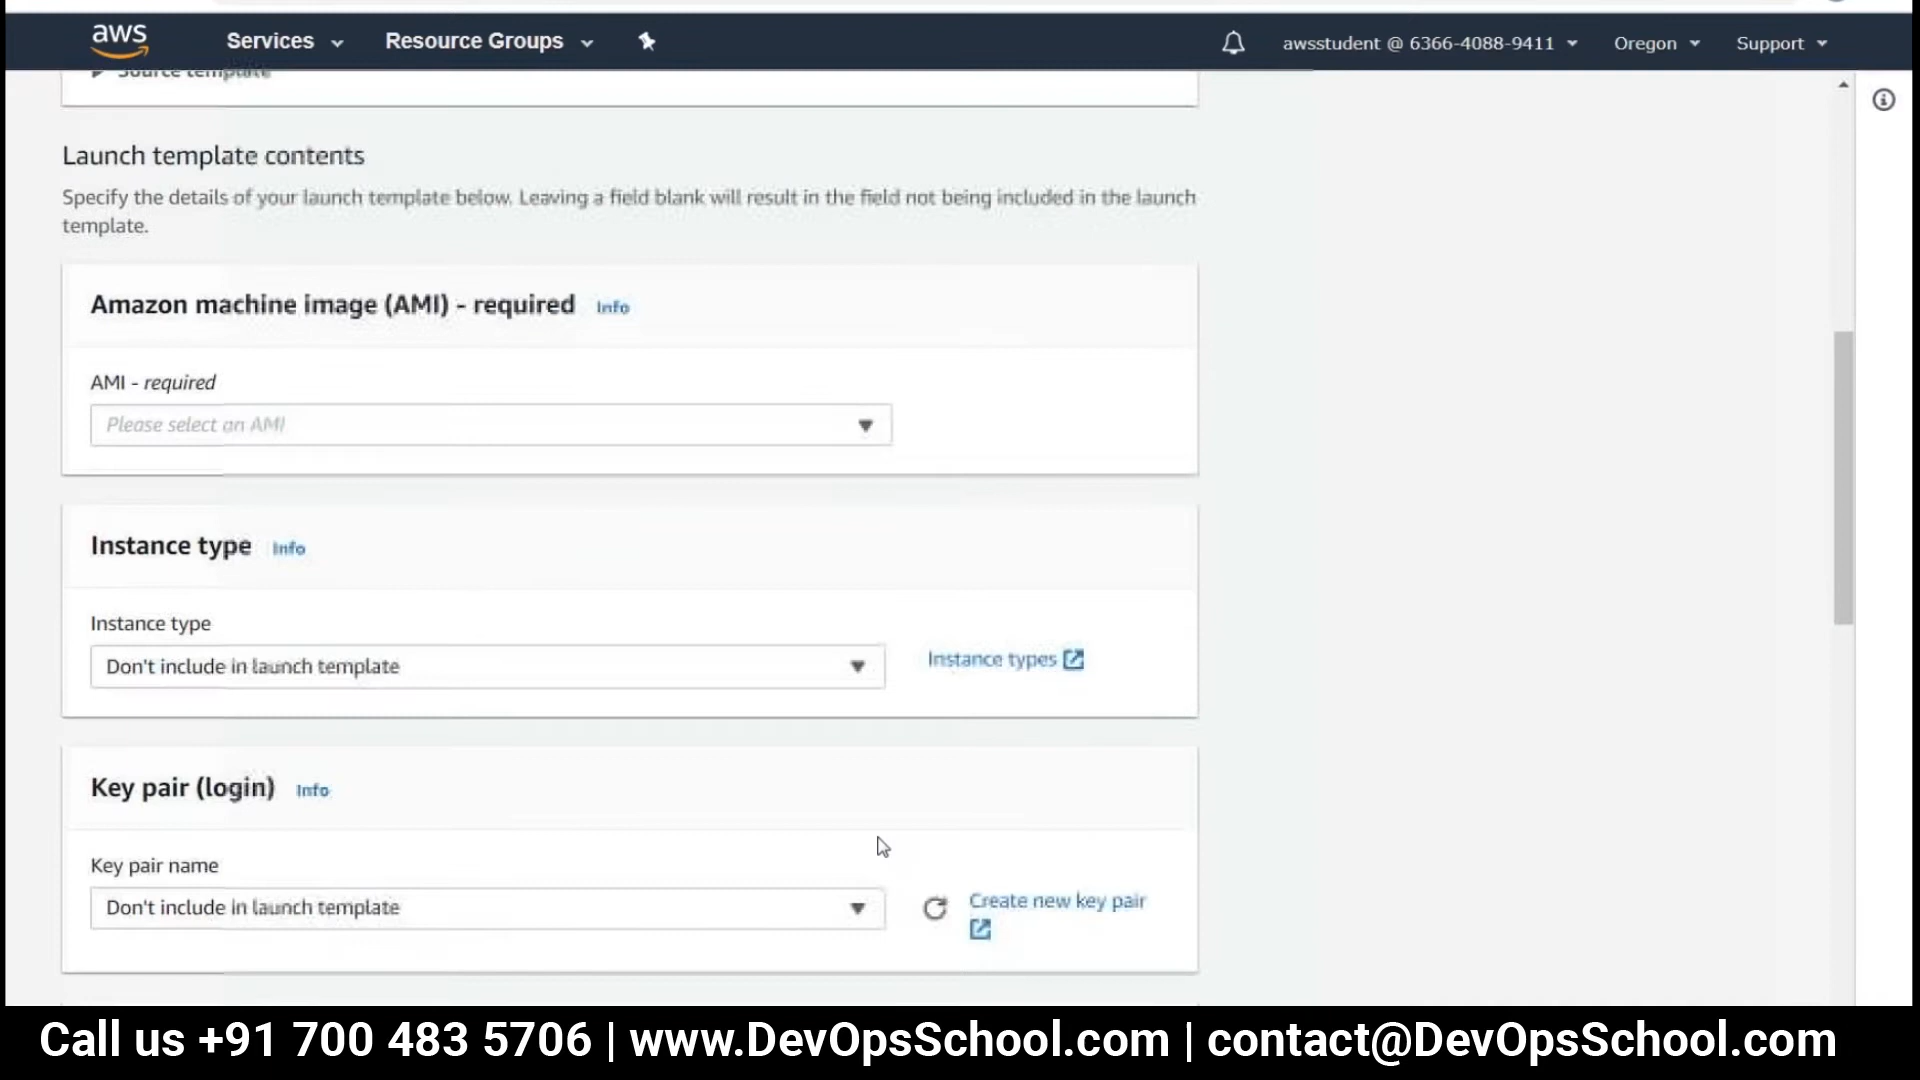 aws Services Resource Groups awsstudent @ 6366-4088-9411 Oregon Support
Source template
Launch template contents
Specify the details of your launch template below. Leaving a field blank will result in the field not being included in the launch
template.
Amazon machine image (AMI) - required Info
AMI - required
Please select an AMI
Instance type Info
Instance type
Don't include in launch template Instance types
Key pair (login) Info
Key pair name
Don't include in launch template Create new key pair
Call us +91 700 483 5706 | www.DevOpsSchool.com | contact@DevOpsSchool.com